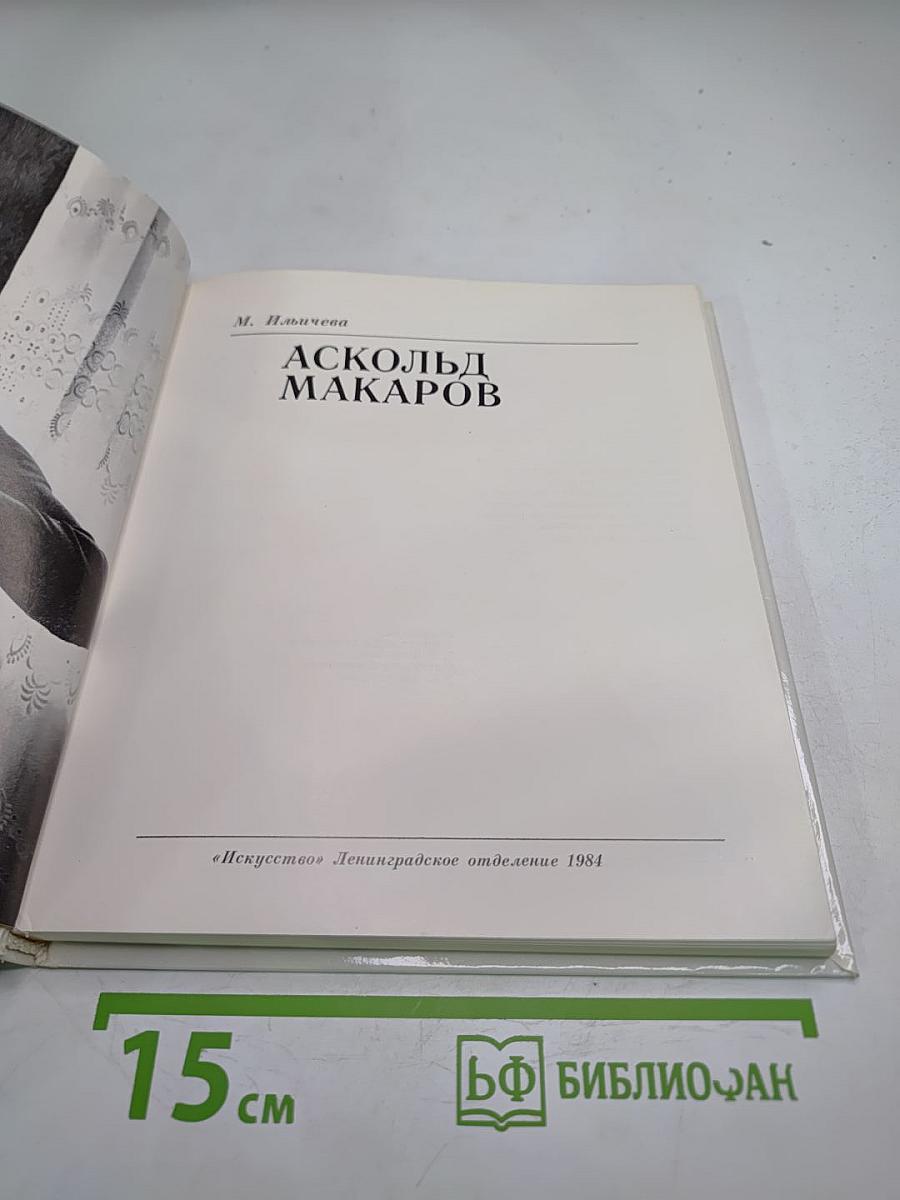 М. Ильичева
АСКОЛЬД
МАКАРОВ
«Искусство» Ленинградское отделение 1984
15 см
БФ БИБЛИОФАН